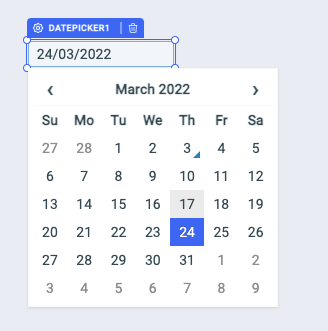 DATEPICKER1
24/03/2022
‹ March 2022 ›
Su Mo Tu We Th Fr Sa
27 28 1 2 3 4 5
6 7 8 9 10 11 12
13 14 15 16 17 18 19
20 21 22 23 24 25 26
27 28 29 30 31 1 2
3 4 5 6 7 8 9